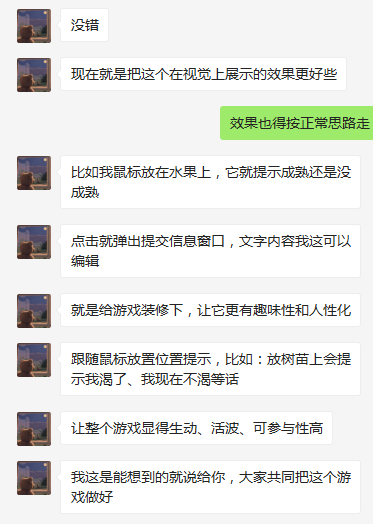 没错
现在就是把这个在视觉上展示的效果更好些
效果也得按正常思路走
比如我鼠标放在水果上，它就提示成熟还是没
成熟
点击就弹出提交信息窗口，文字内容我这可以
编辑
就是给游戏装修下，让它更有趣味性和人性化
跟随鼠标放置位置提示，比如：放树苗上会提
示我渴了、我现在不渴等话
让整个游戏显得生动、活波、可参与性高
我这是能想到的就说给你，大家共同把这个游
戏做好